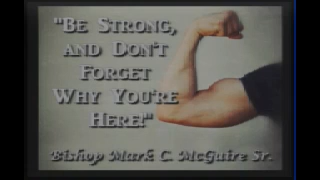 "Be Strong,
and Don't
Forget
Why You're
Here!"
Bishop Mark C. McGuire Sr.